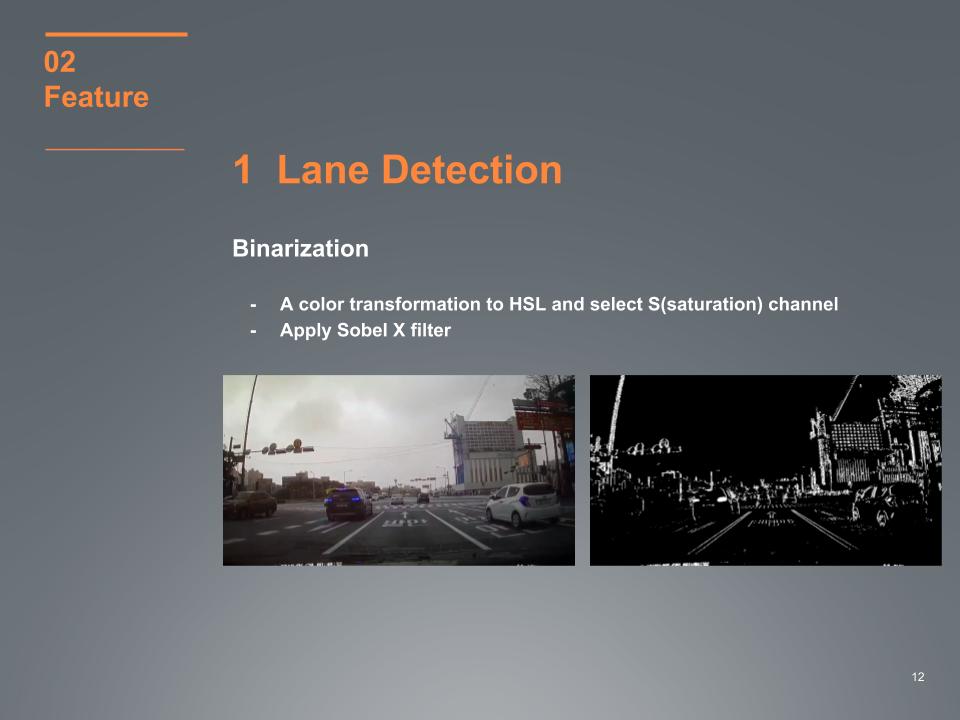 02
Feature
1 Lane Detection
Binarization
- A color transformation to HSL and select S(saturation) channel
- Apply Sobel X filter
12